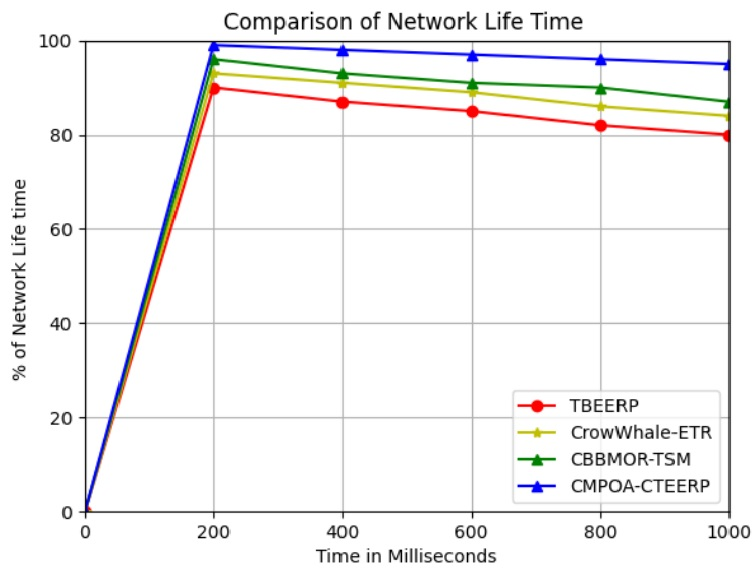 Comparison of Network Life Time
100
80
60
40
20
0
% of Network Life time
0 200 400 600 800 1000
Time in Milliseconds
TBEERP
CrowWhale-ETR
CBBMOR-TSM
CMPOA-CTEERP